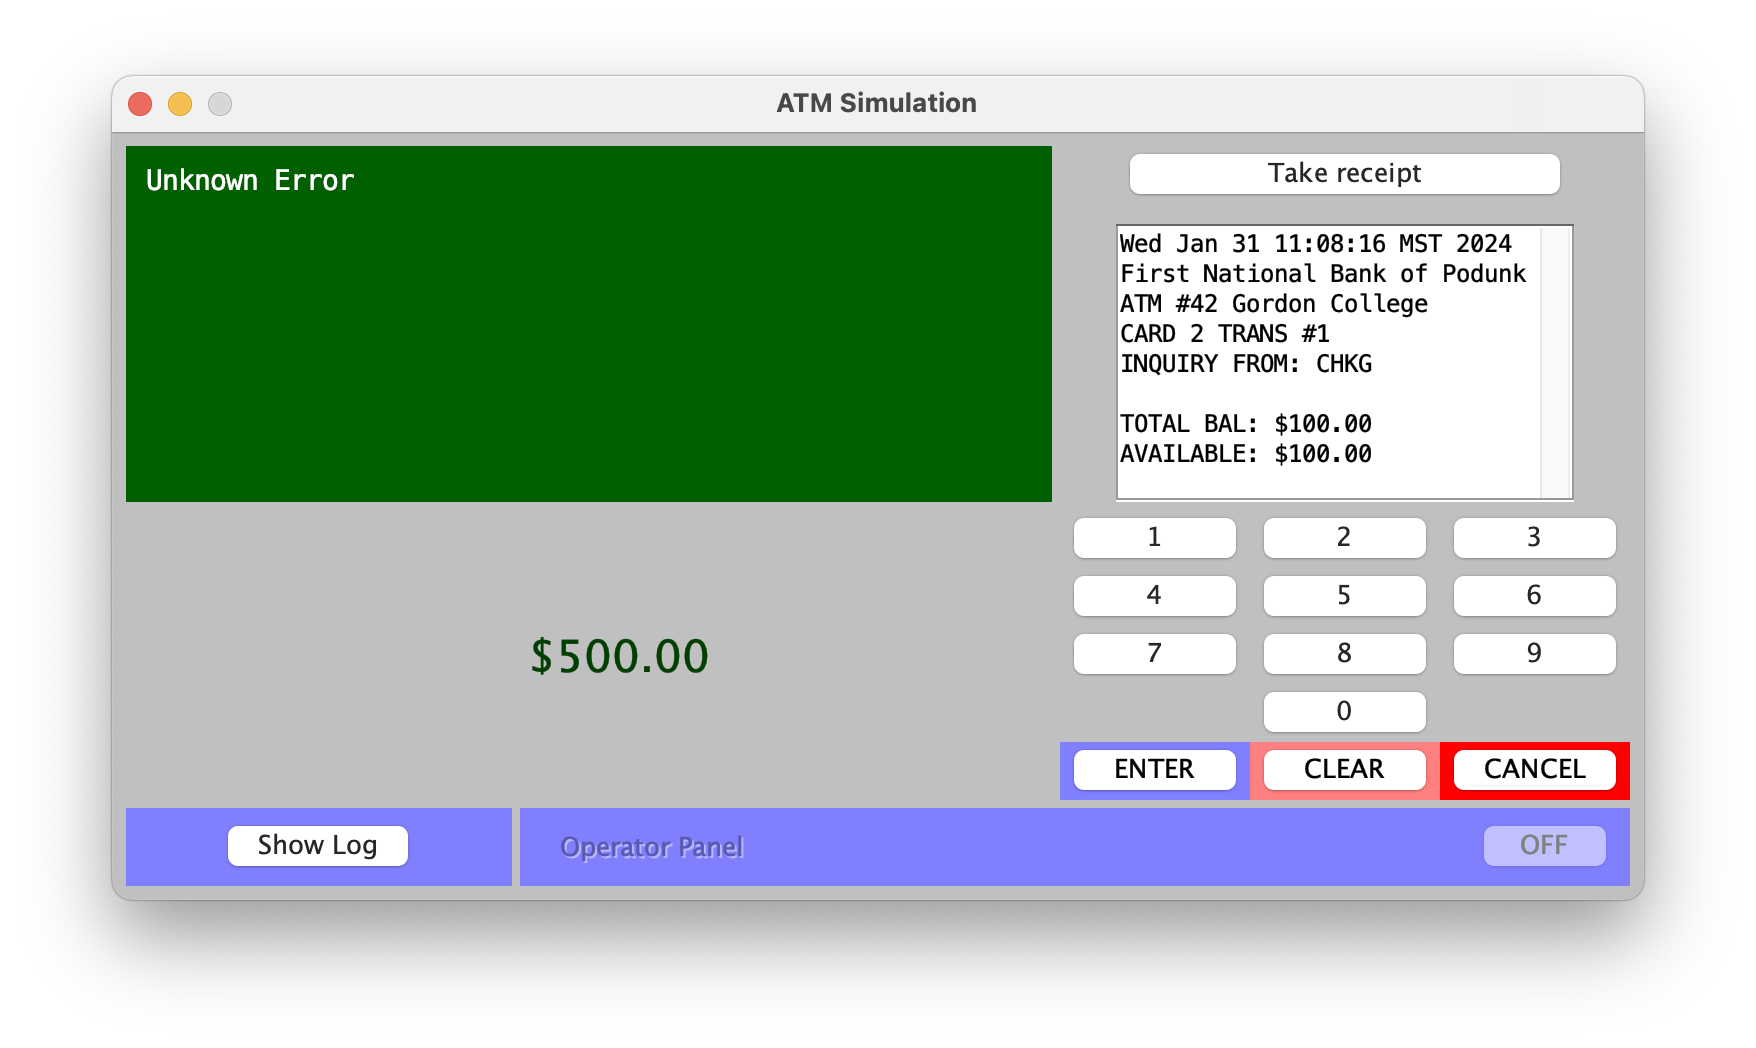 ATM Simulation
Unknown Error
Take receipt
Wed Jan 31 11:08:16 MST 2024
First National Bank of Podunk
ATM #42 Gordon College
CARD 2 TRANS #1
INQUIRY FROM: CHKG
TOTAL BAL: $100.00
AVAILABLE: $100.00
$500.00
1 2 3
4 5 6
7 8 9
0
ENTER CLEAR CANCEL
Show Log
Operator Panel
OFF